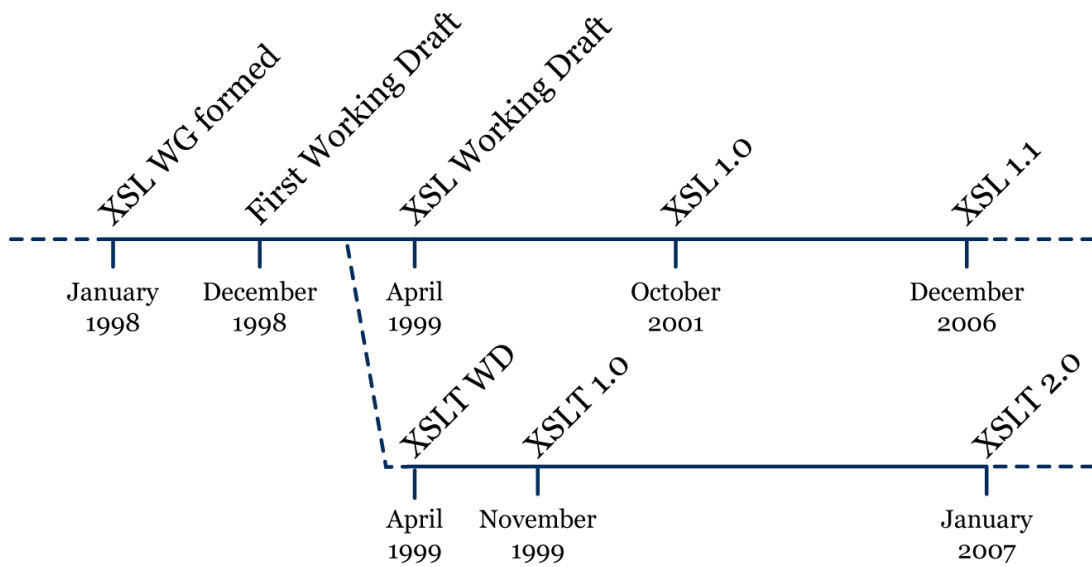 XSL WG formed
First Working Draft
XSL Working Draft
XSL 1.0
XSL 1.1
January
1998
December
1998
April
1999
October
2001
December
2006
XSLT WD
XSLT 1.0
XSLT 2.0
April
1999
November
1999
January
2007